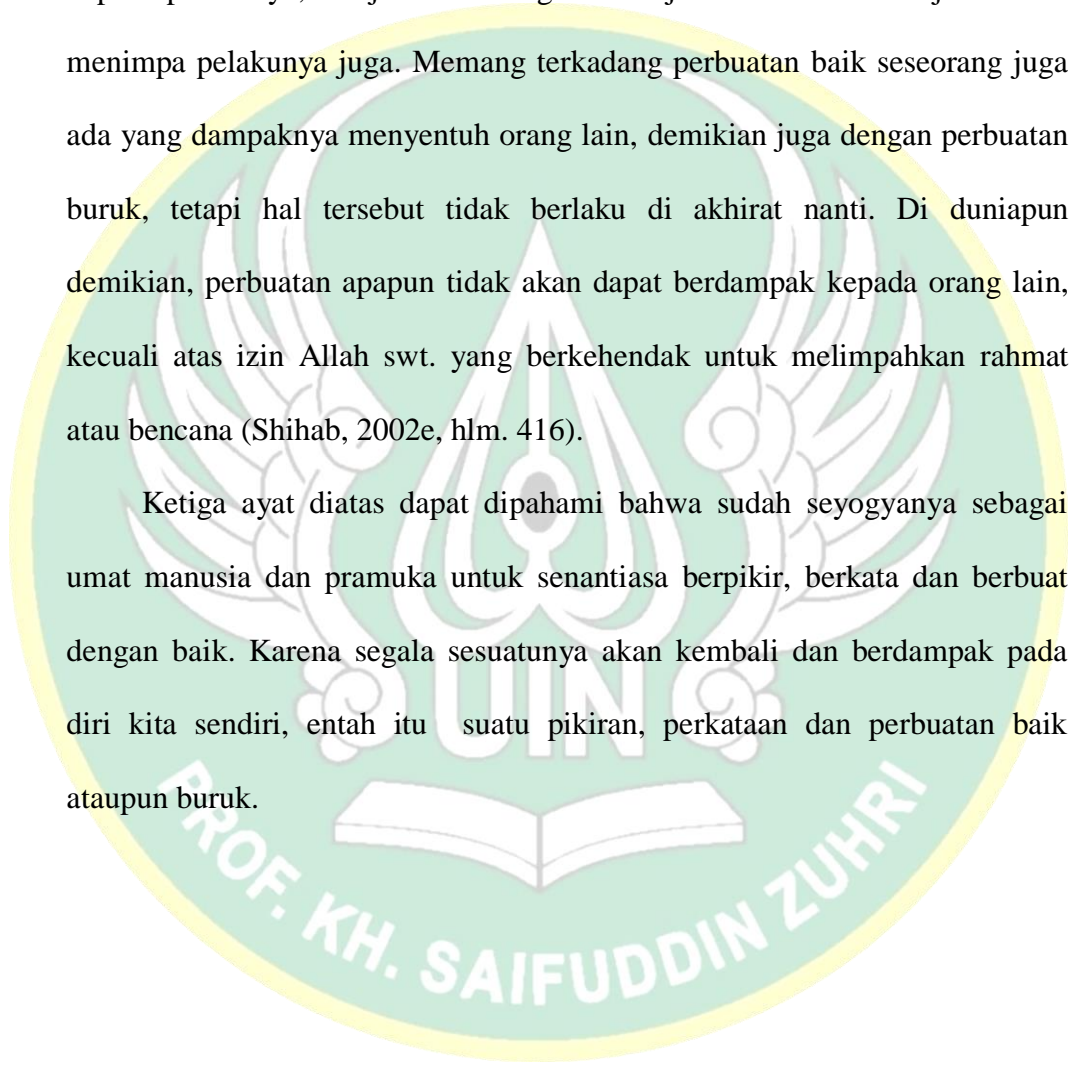 menimpa pelakunya juga. Memang terkadang perbuatan baik seseorang juga
ada yang dampaknya menyentuh orang lain, demikian juga dengan perbuatan
buruk, tetapi hal tersebut tidak berlaku di akhirat nanti. Di duniapun
demikian, perbuatan apapun tidak akan dapat berdampak kepada orang lain,
kecuali atas izin Allah swt. yang berkehendak untuk melimpahkan rahmat
atau bencana (Shihab, 2002e, hlm. 416).
Ketiga ayat diatas dapat dipahami bahwa sudah seyogyanya sebagai
umat manusia dan pramuka untuk senantiasa berpikir, berkata dan berbuat
dengan baik. Karena segala sesuatunya akan kembali dan berdampak pada
diri kita sendiri, entah itu suatu pikiran, perkataan dan perbuatan baik
ataupun buruk.
UIN
PROF. KH. SAIFUDDIN ZUHRI